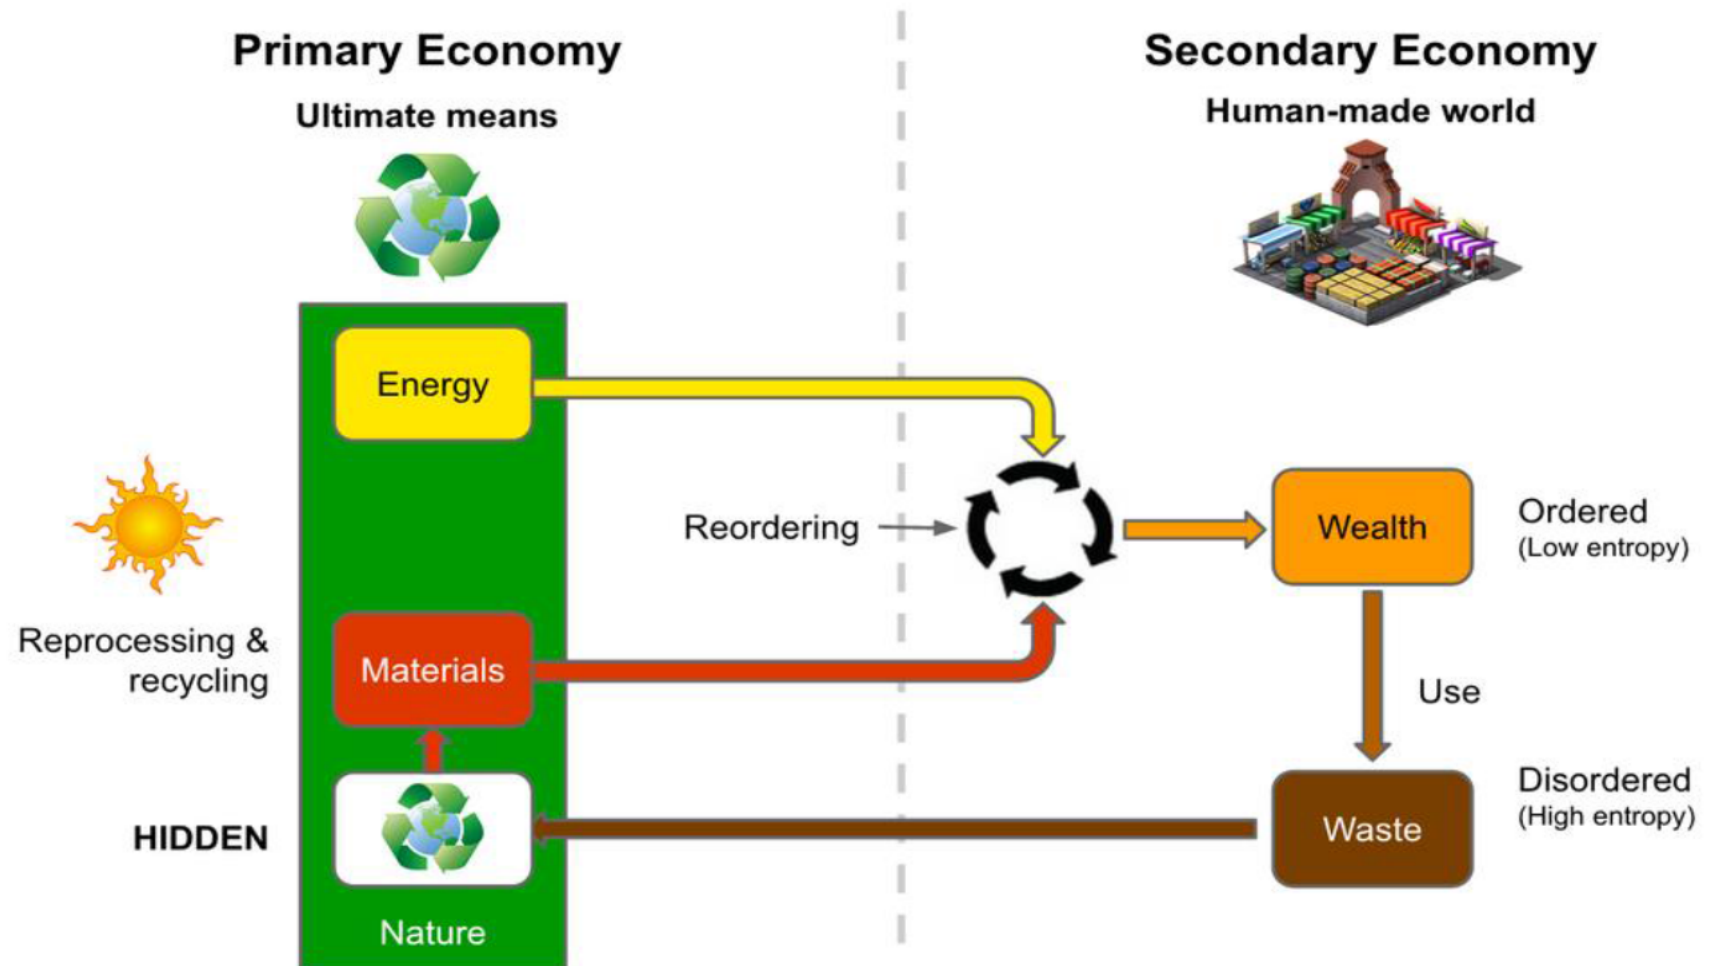 Primary Economy
Ultimate means
Secondary Economy
Human-made world
Energy
Reordering
Wealth
Ordered
(Low entropy)
Reprocessing &
recycling
Materials
Use
HIDDEN
Waste
Disordered
(High entropy)
Nature